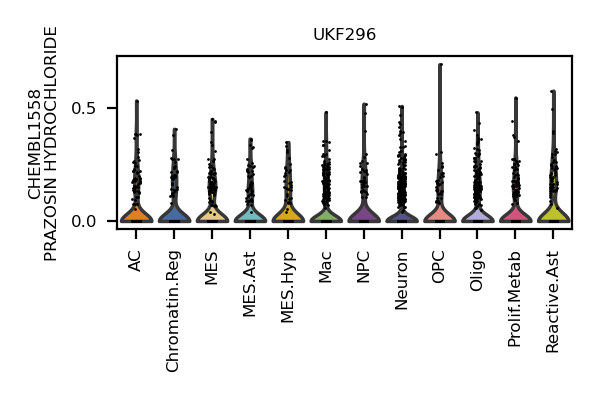 UKF296
CHEMBL1558
PRAZOSIN HYDROCHLORIDE
0.5
0.0
AC
Chromatin.Reg
MES
MES.Ast
MES.Hyp
Mac
NPC
Neuron
OPC
Oligo
Prolif.Metab
Reactive.Ast